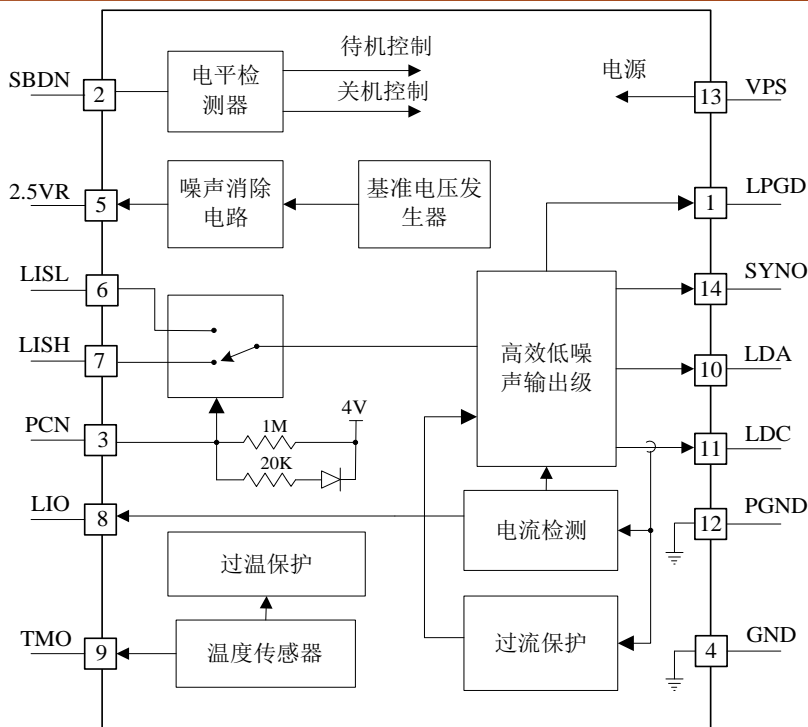 待机控制
SBDN
2
电平检
测器
关机控制
电源
13
VPS
2.5VR
5
噪声消除
电路
基准电压发
生器
LPGD
1
LISL
6
SYNO
14
LISH
7
高效低噪
声输出级
LDA
10
PCN
3
1M
4V
20K
LDC
11
LIO
8
电流检测
PGND
12
过温保护
TMO
9
温度传感器
过流保护
GND
4